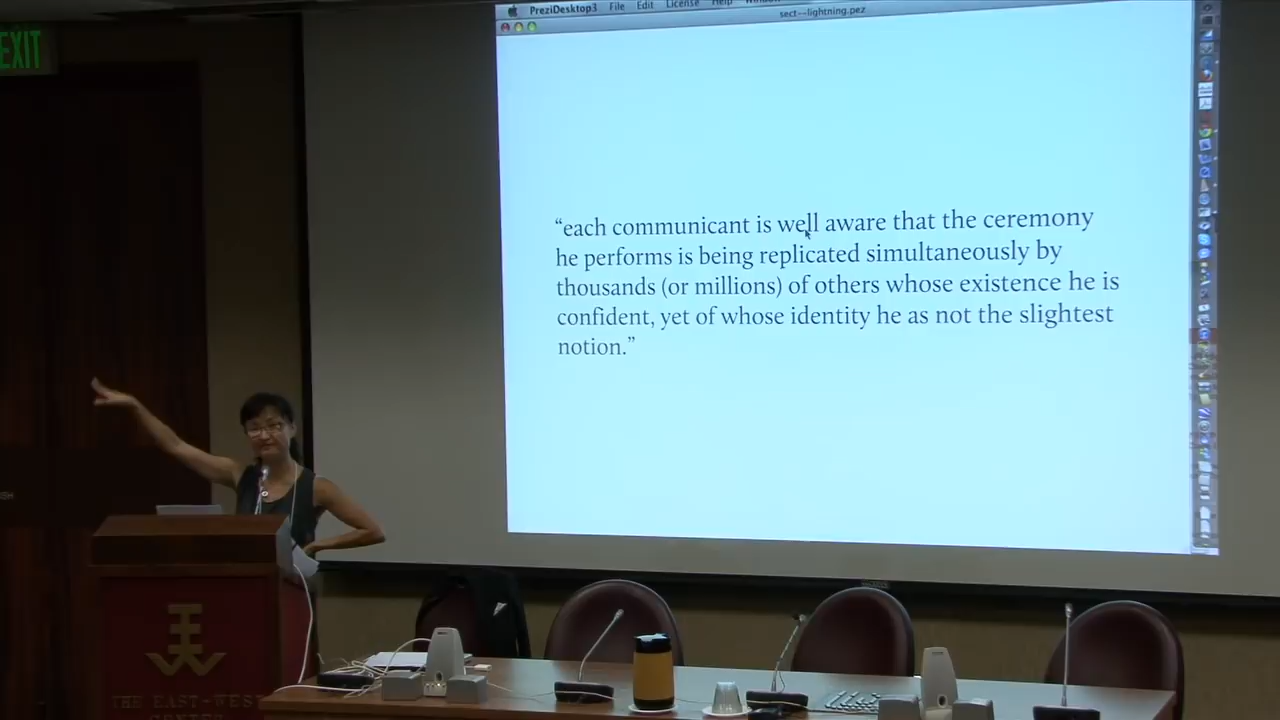 EXIT
PreziDesktop3 File Edit License Help
sect--lightning.pez
“each communicant is well aware that the ceremony
he performs is being replicated simultaneously by
thousands (or millions) of others whose existence he is
confident, yet of whose identity he as not the slightest
notion.”
THE EAST-WEST